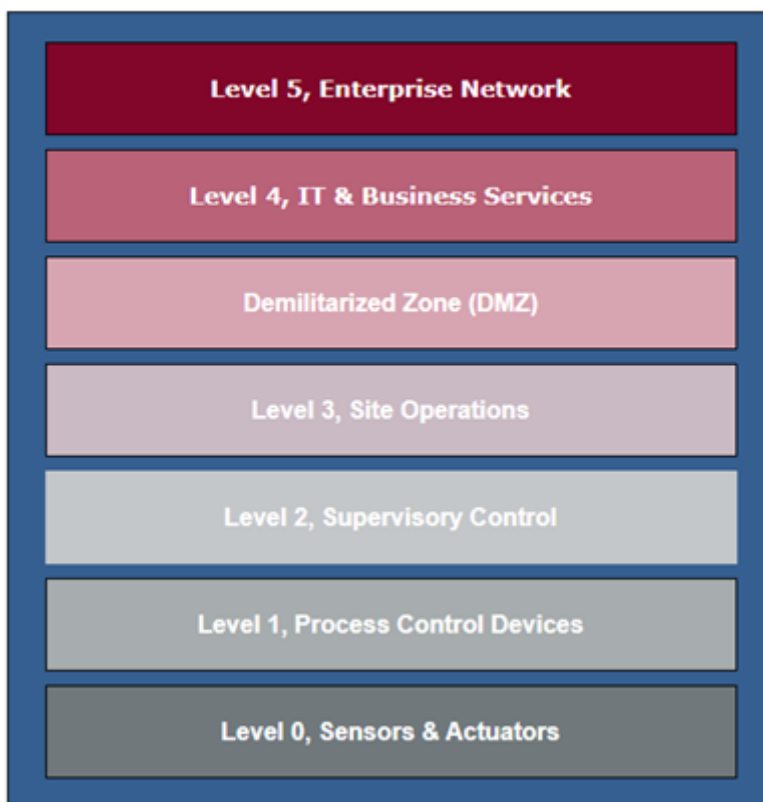 Level 5, Enterprise Network
Level 4, IT & Business Services
Demilitarized Zone (DMZ)
Level 3, Site Operations
Level 2, Supervisory Control
Level 1, Process Control Devices
Level 0, Sensors & Actuators